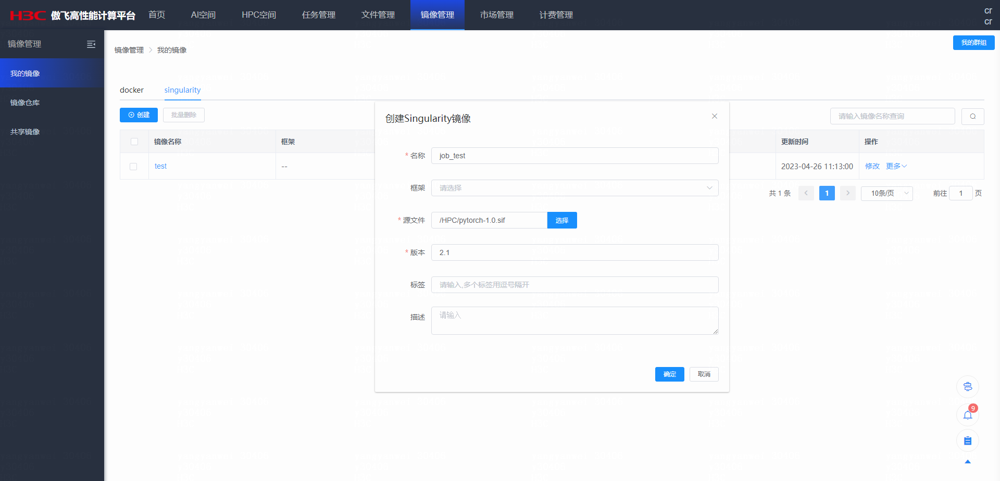 H3C 傲飞高性能计算平台 首页 AI空间 HPC空间 任务管理 文件管理 镜像管理 市场管理 计费管理 cr
cr
镜像管理
我的镜像
镜像仓库
共享镜像
镜像管理 > 我的镜像
我的群组
docker singularity
创建 批量删除
请输入镜像名称查询
镜像名称 框架 更新时间 操作
test -- 2023-04-26 11:13:00 修改 更多
共 1 条 < 1 > 10条/页 前往 1 页
创建Singularity镜像
* 名称 job_test
框架 请选择
* 源文件 /HPC/pytorch-1.0.sif 选择
* 版本 2.1
标签 请输入,多个标签用逗号隔开
描述 请输入
确定 取消
9